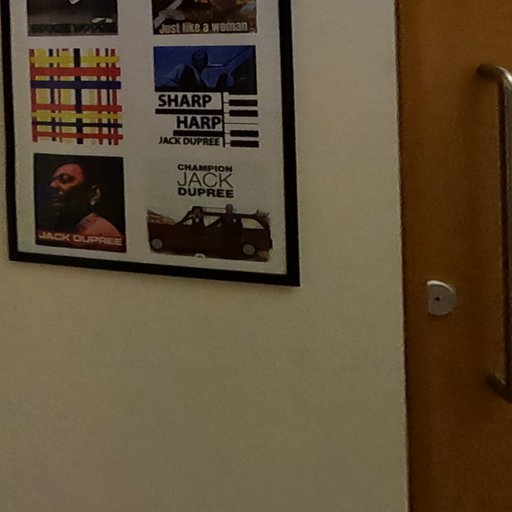 Just like a woman
SHARP
HARP
JACK DUPREE
CHAMPION
JACK
DUPREE
JACK DUPREE